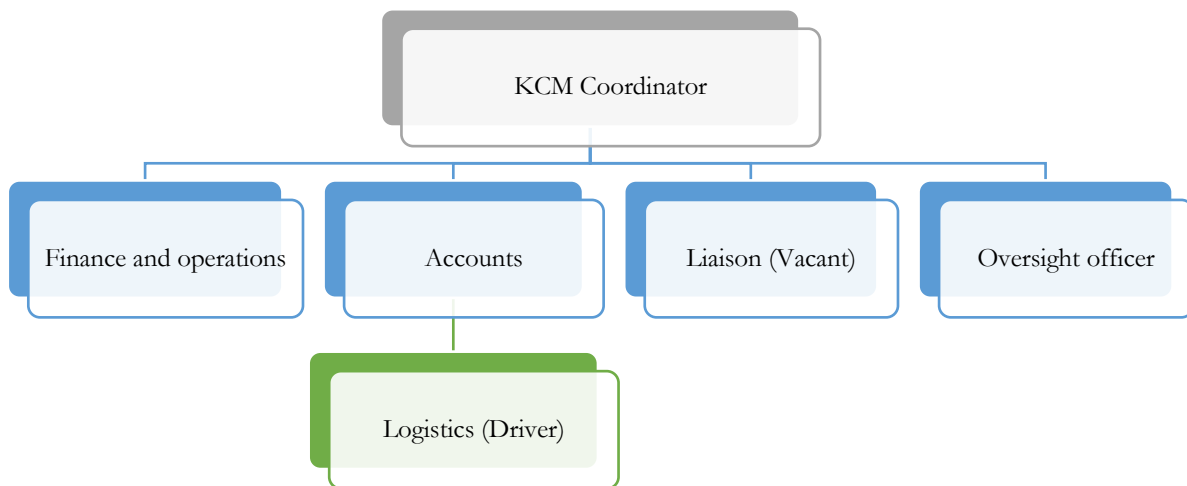 KCM Coordinator
Finance and operations
Accounts
Liaison (Vacant)
Oversight officer
Logistics (Driver)